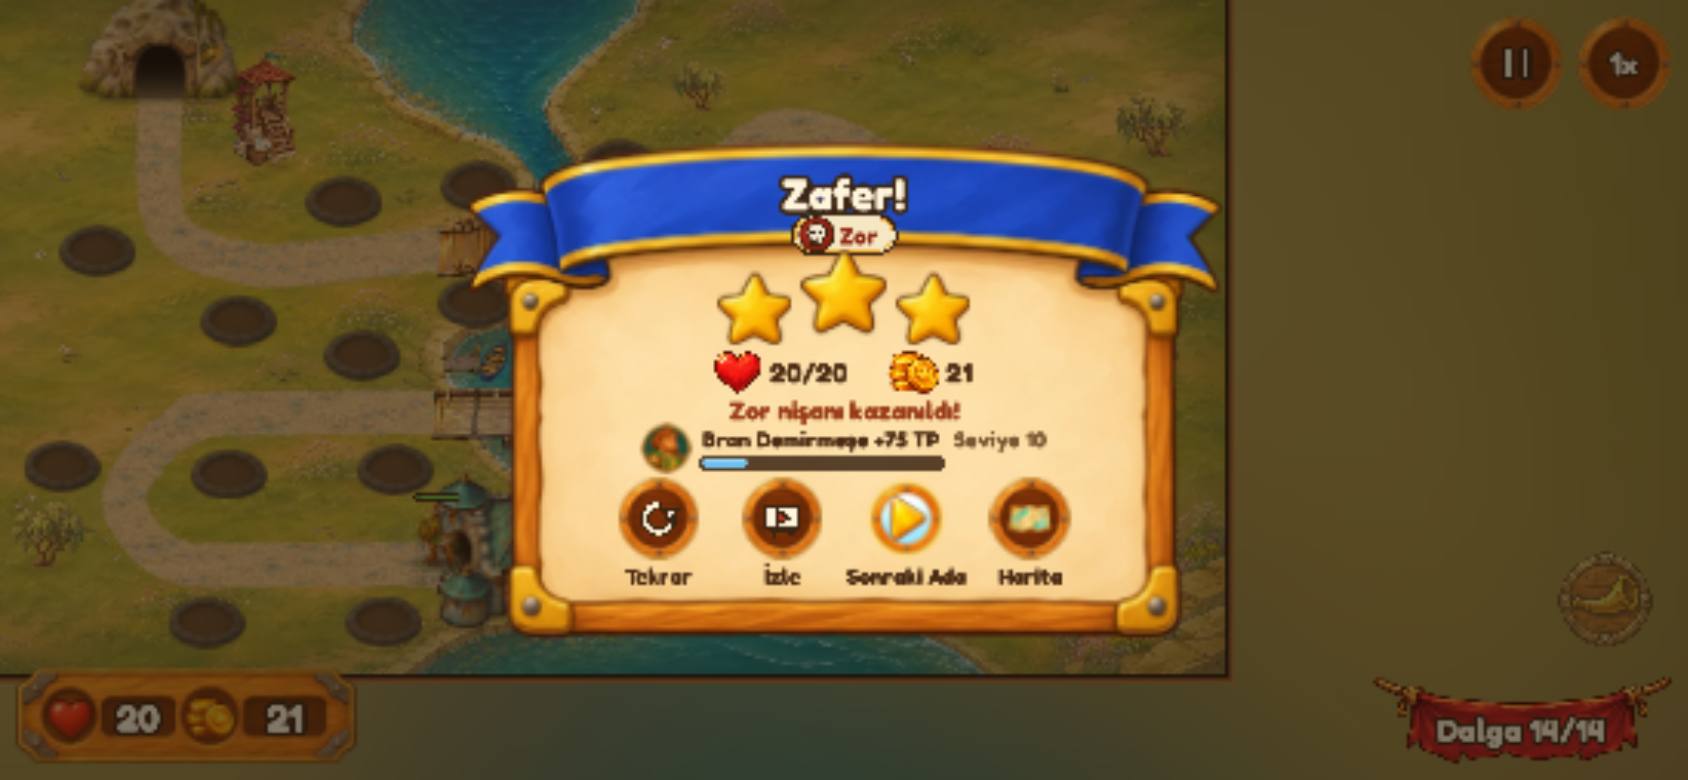 1x
Zafer!
Zor
20/20 21
Zor nişanı kazanıldı!
Bran Demirmeşe +75 TP Seviye 10
Tekrar İzle Sonraki Ada Harita
20 21
Dalga 14/14